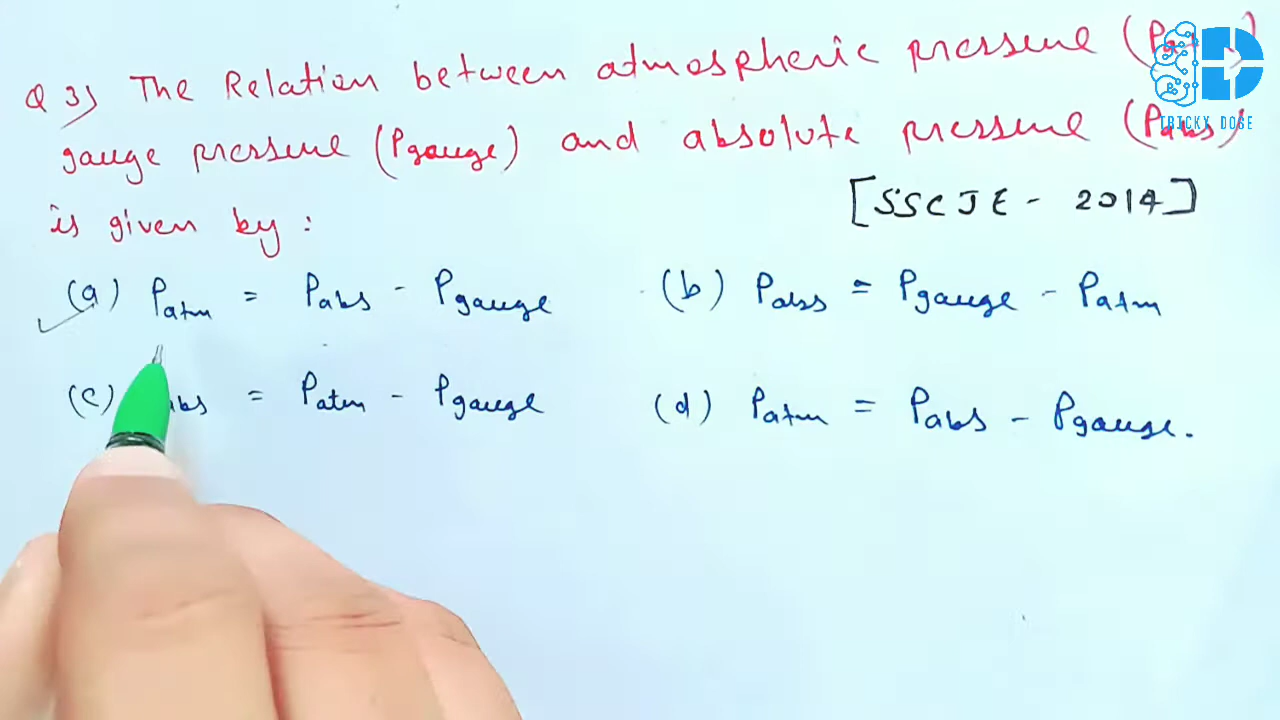 Q 3) The Relation between atmospheric pressure (P
gauge pressure (Pgauge) and absolute pressure (Pabs)
is given by :
[SSC JE - 2014]
(a) Patm = Pabs - Pgauge
(b) Pabs = Pgauge - Patm
(c) abs = Patm - Pgauge
(d) Patm = Pabs - Pgauge.
TRICKY DOSE